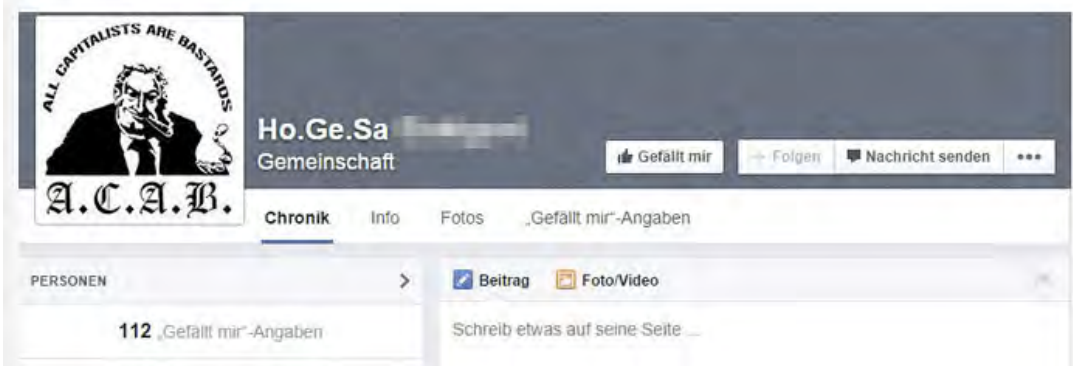 ALL CAPITALISTS ARE BASTARDS
A.C.A.B.
Ho.Ge.Sa
Gemeinschaft
Gefällt mir
+ Folgen
Nachricht senden
Chronik Info Fotos „Gefällt mir“-Angaben
PERSONEN
112 „Gefällt mir“-Angaben
Beitrag Foto/Video
Schreib etwas auf seine Seite ...